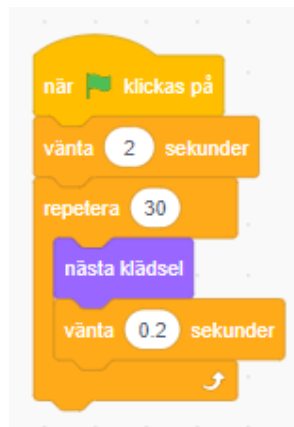 när klickas på
vänta 2 sekunder
repetera 30
nästa klädsel
vänta 0.2 sekunder